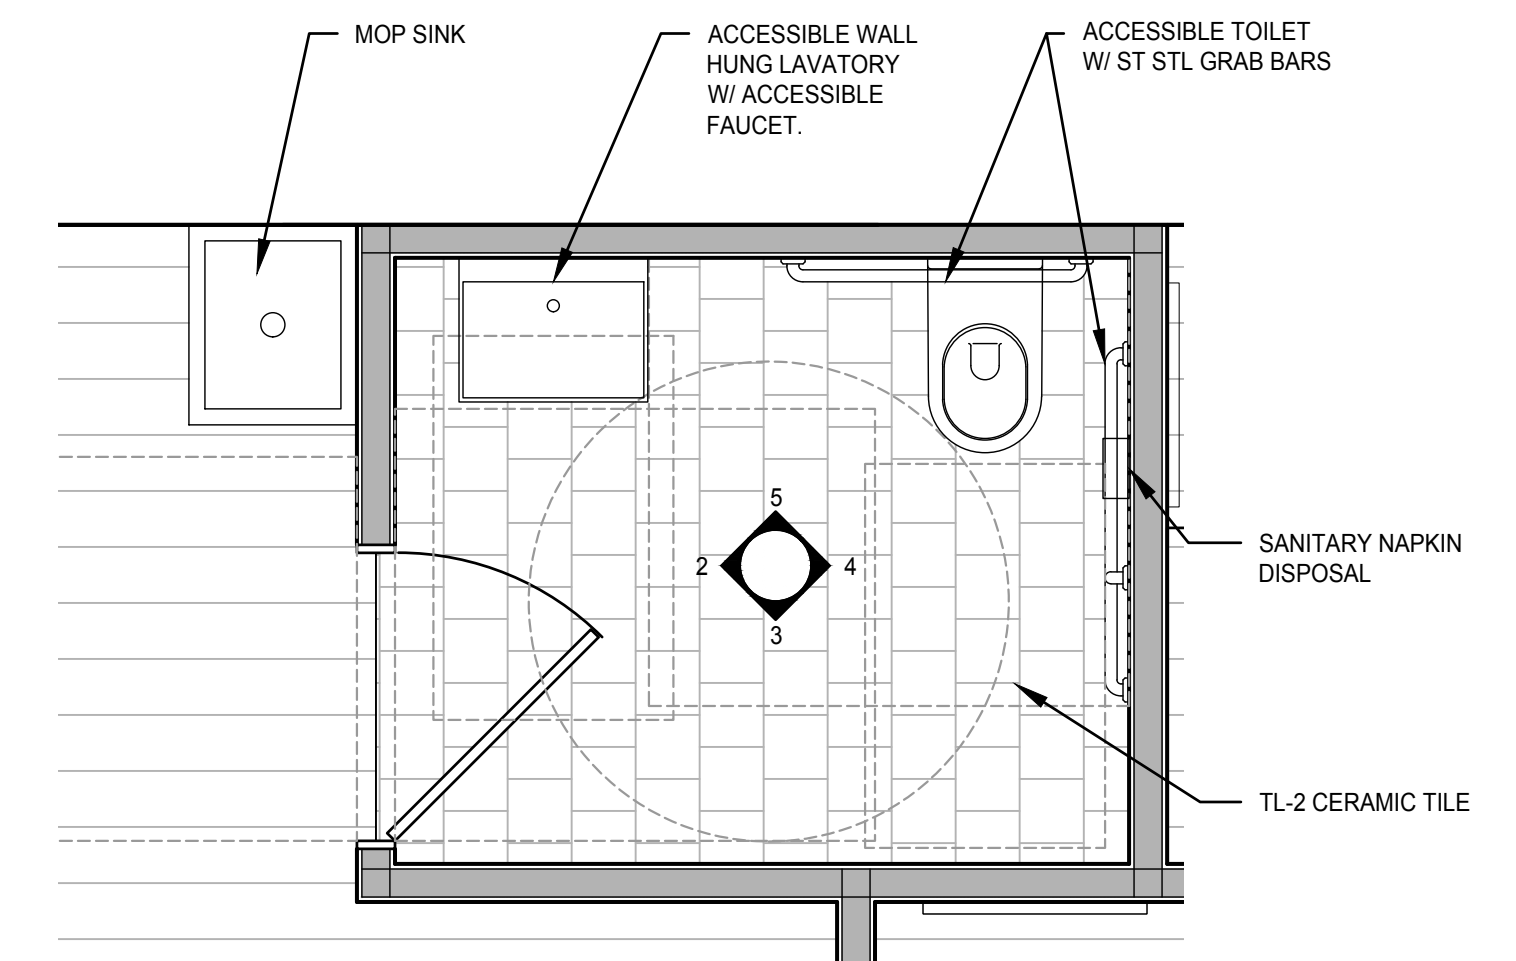 MOP SINK
ACCESSIBLE WALL
HUNG LAVATORY
W/ ACCESSIBLE
FAUCET.
ACCESSIBLE TOILET
W/ ST STL GRAB BARS
5
2
4
3
SANITARY NAPKIN
DISPOSAL
TL-2 CERAMIC TILE